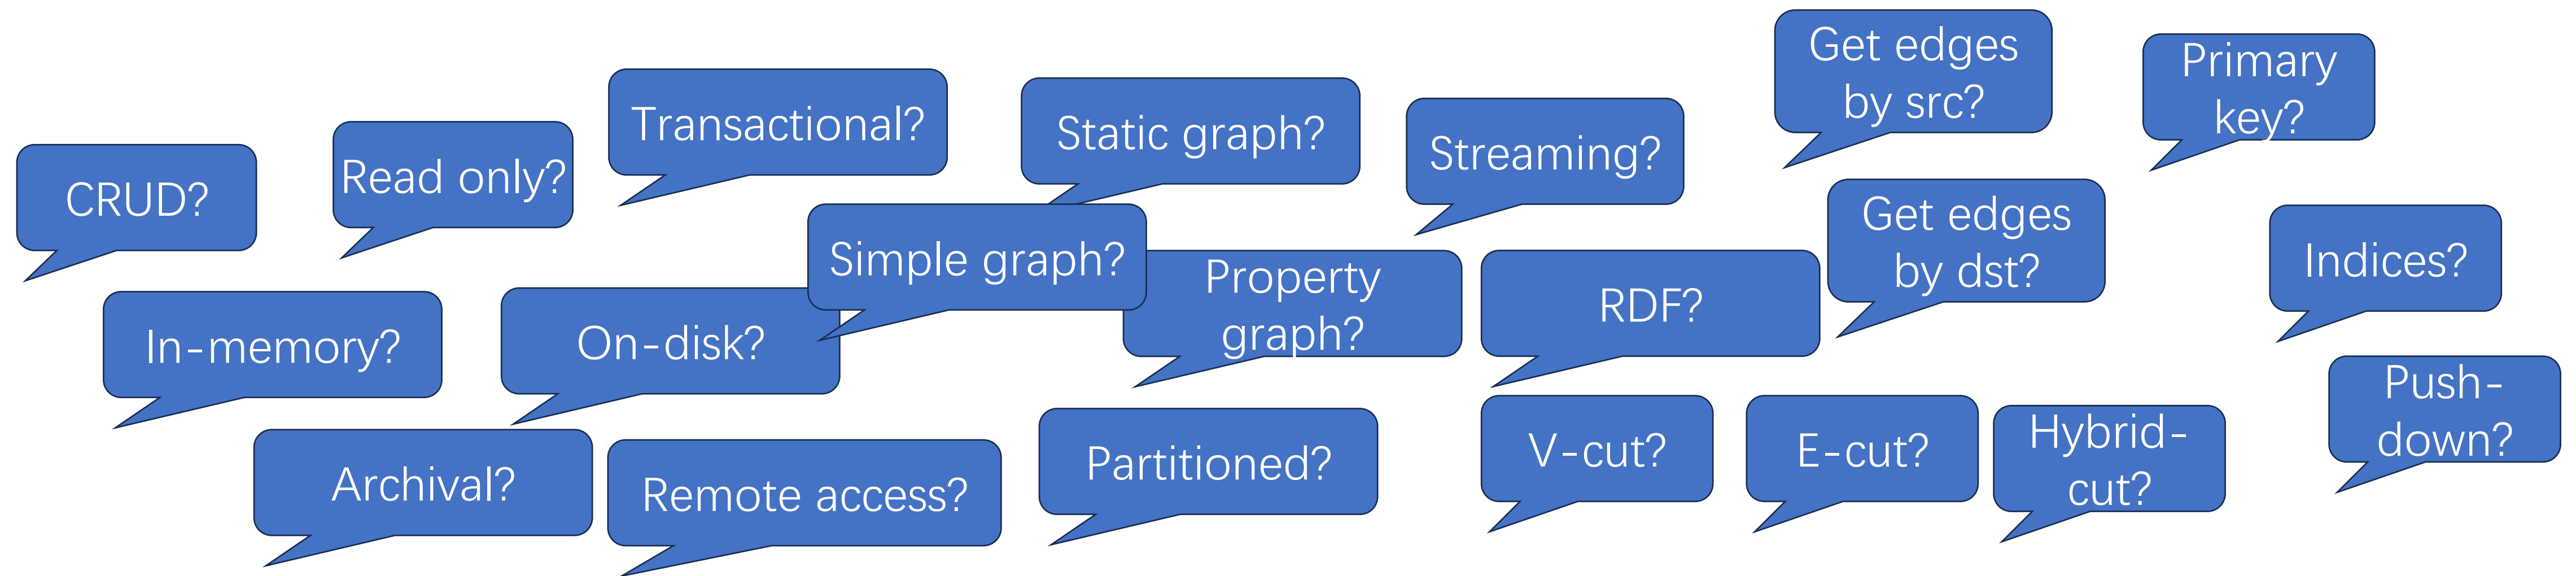 CRUD?
Read only?
Transactional?
Static graph?
Streaming?
Get edges
by src?
Primary
key?
In-memory?
On-disk?
Simple graph?
Property
graph?
RDF?
Get edges
by dst?
Indices?
Archival?
Remote access?
Partitioned?
V-cut?
E-cut?
Hybrid-
cut?
Push-
down?